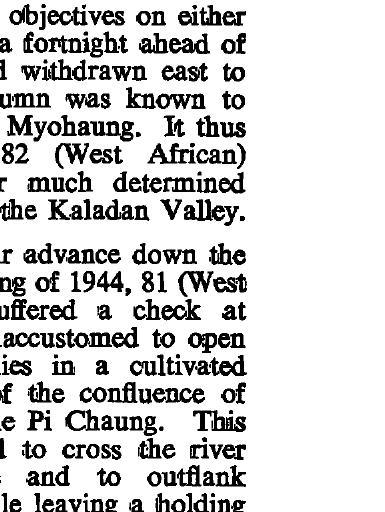 objectives on either
a fortnight ahead of
withdrawn east to
umn was known to
Myohaung. It thus
82 (West African)
r much determined
the Kaladan Valley.
r advance down the
ng of 1944, 81 (West
uffered a check at
accustomed to open
ies in a cultivated
of the confluence of
e Pi Chaung. This
to cross the river
and to outflank
le leaving a holding